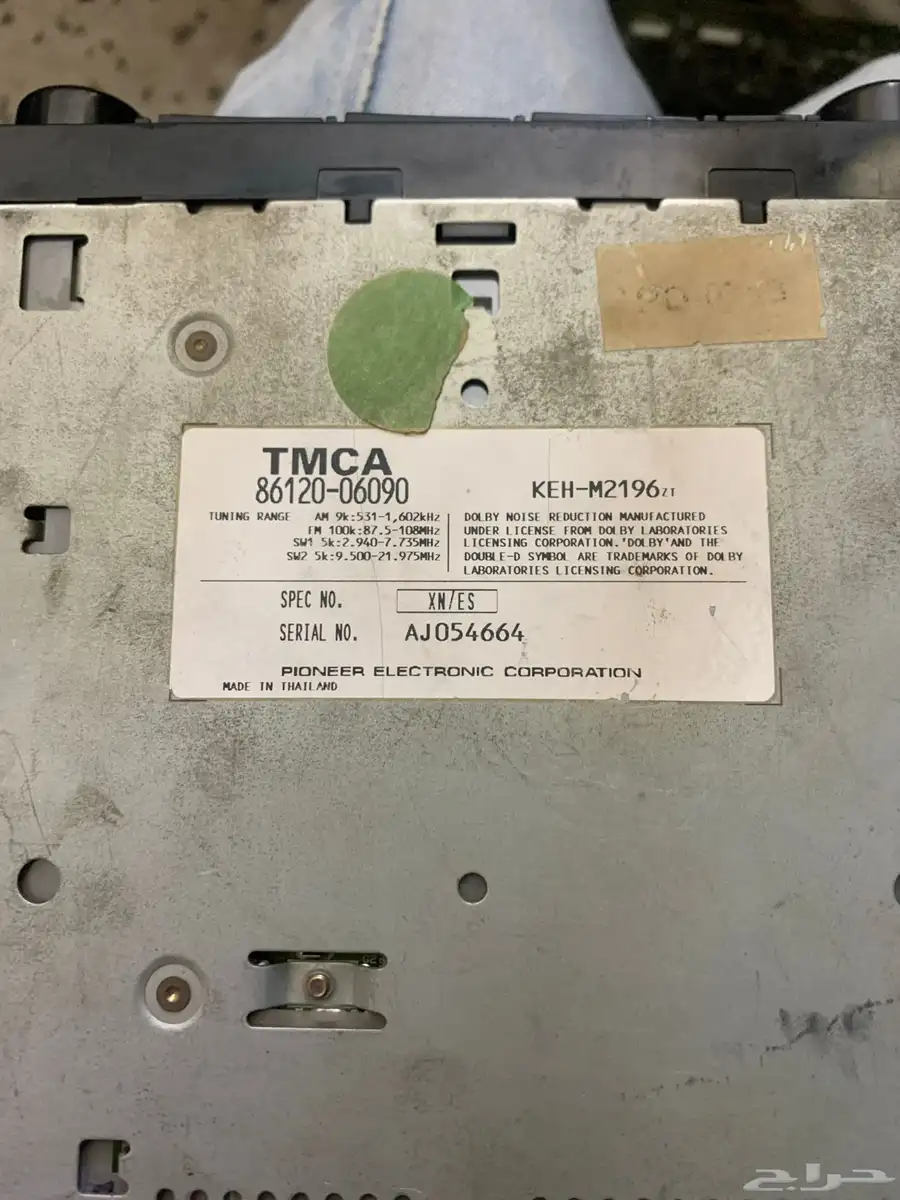 TMCA
86120-06090
KEH-M2196ZT
TUNING RANGE AM 9k:531-1,602kHz
FM 100k:87.5-108MHz
SW1 5k:2.940-7.735MHz
SW2 5k:9.500-21.975MHz
DOLBY NOISE REDUCTION MANUFACTURED
UNDER LICENSE FROM DOLBY LABORATORIES
LICENSING CORPORATION.'DOLBY'AND THE
DOUBLE-D SYMBOL ARE TRADEMARKS OF DOLBY
LABORATORIES LICENSING CORPORATION.
SPEC NO. XN/ES
SERIAL NO. AJ054664
PIONEER ELECTRONIC CORPORATION
MADE IN THAILAND
حراج